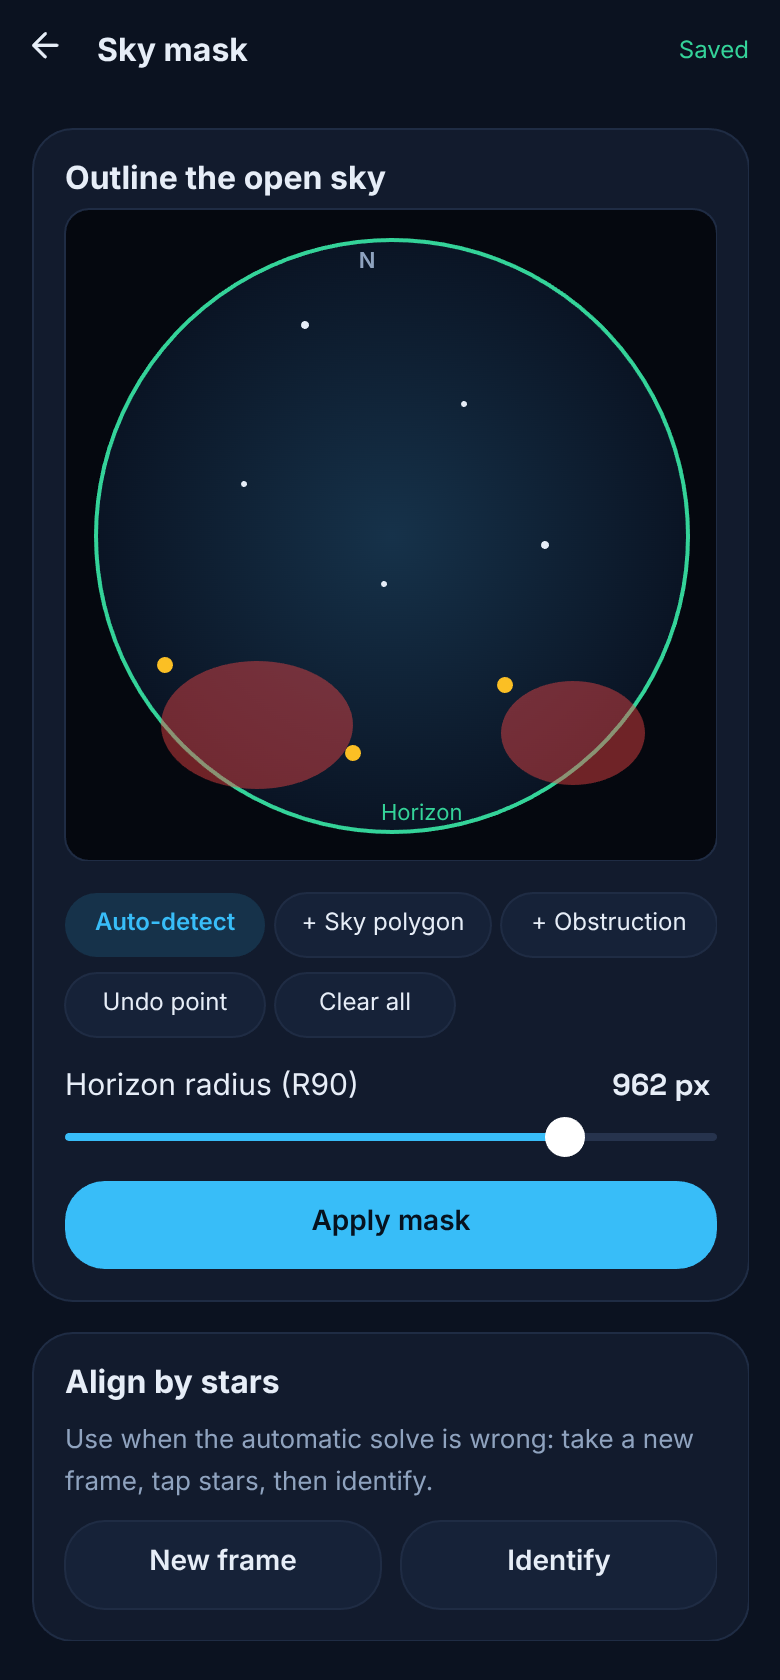 Sky mask
Saved
Outline the open sky
N
Horizon
Auto-detect
+ Sky polygon
+ Obstruction
Undo point
Clear all
Horizon radius (R90)
962 px
Apply mask
Align by stars
Use when the automatic solve is wrong: take a new
frame, tap stars, then identify.
New frame
Identify